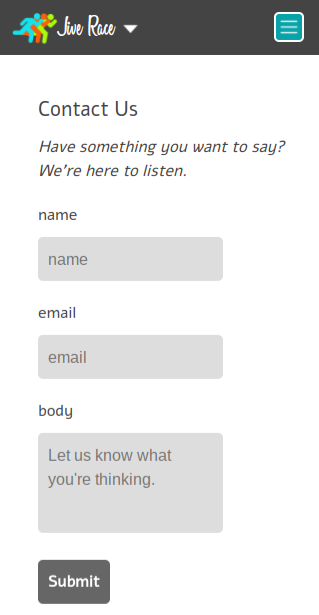 Jive Race
Contact Us
Have something you want to say?
We're here to listen.
name
name
email
email
body
Let us know what
you're thinking.
Submit